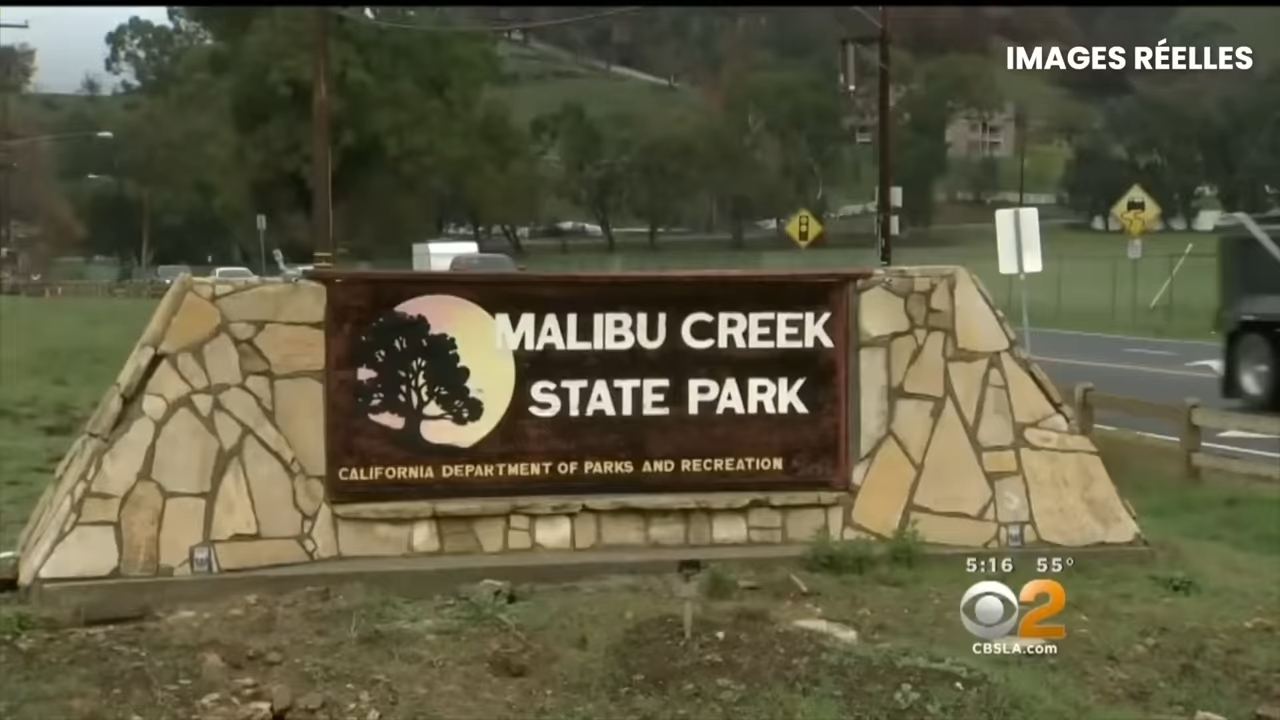 IMAGES RÉELLES
MALIBU CREEK
STATE PARK
CALIFORNIA DEPARTMENT OF PARKS AND RECREATION
5:16 55°
2
CBSLA.com